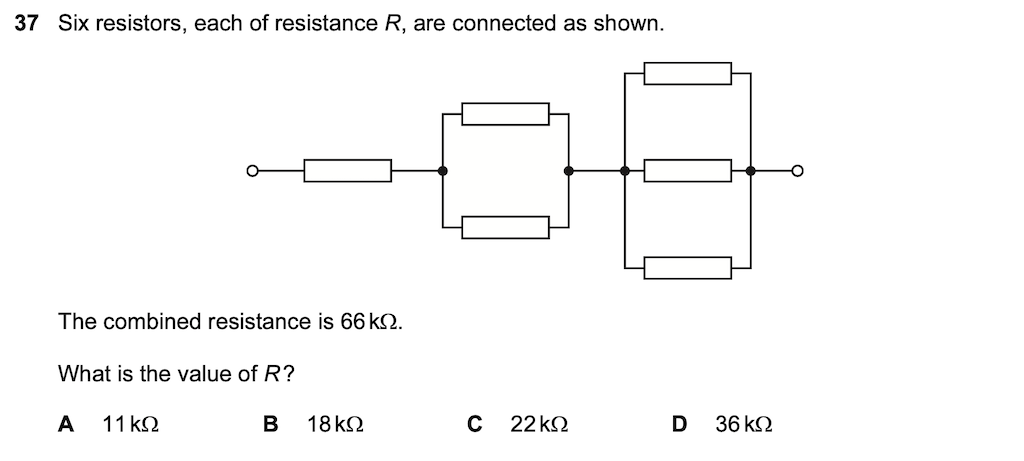 37 Six resistors, each of resistance R, are connected as shown.
The combined resistance is 66 kΩ.
What is the value of R?
A 11 kΩ B 18 kΩ C 22 kΩ D 36 kΩ